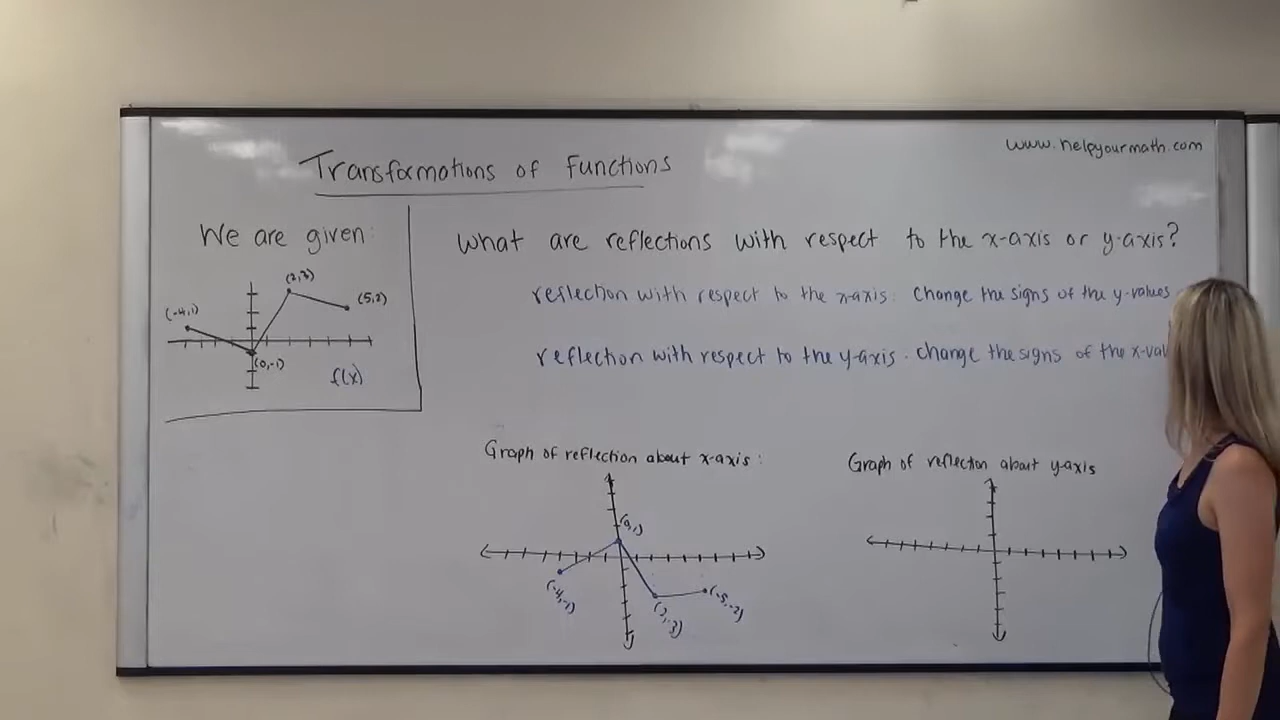 www.helpyourmath.com
Transformations of Functions
We are given:
(2,3)
(5,2)
(-4,1)
(0,-1)
f(x)
What are reflections with respect to the x-axis or y-axis?
reflection with respect to the x-axis: Change the signs of the y-values
reflection with respect to the y-axis. Change the signs of the x-val
Graph of reflection about x-axis:
(0,1)
(-4,-1)
(2,-3)
(-5,-2)
Graph of reflection about y-axis